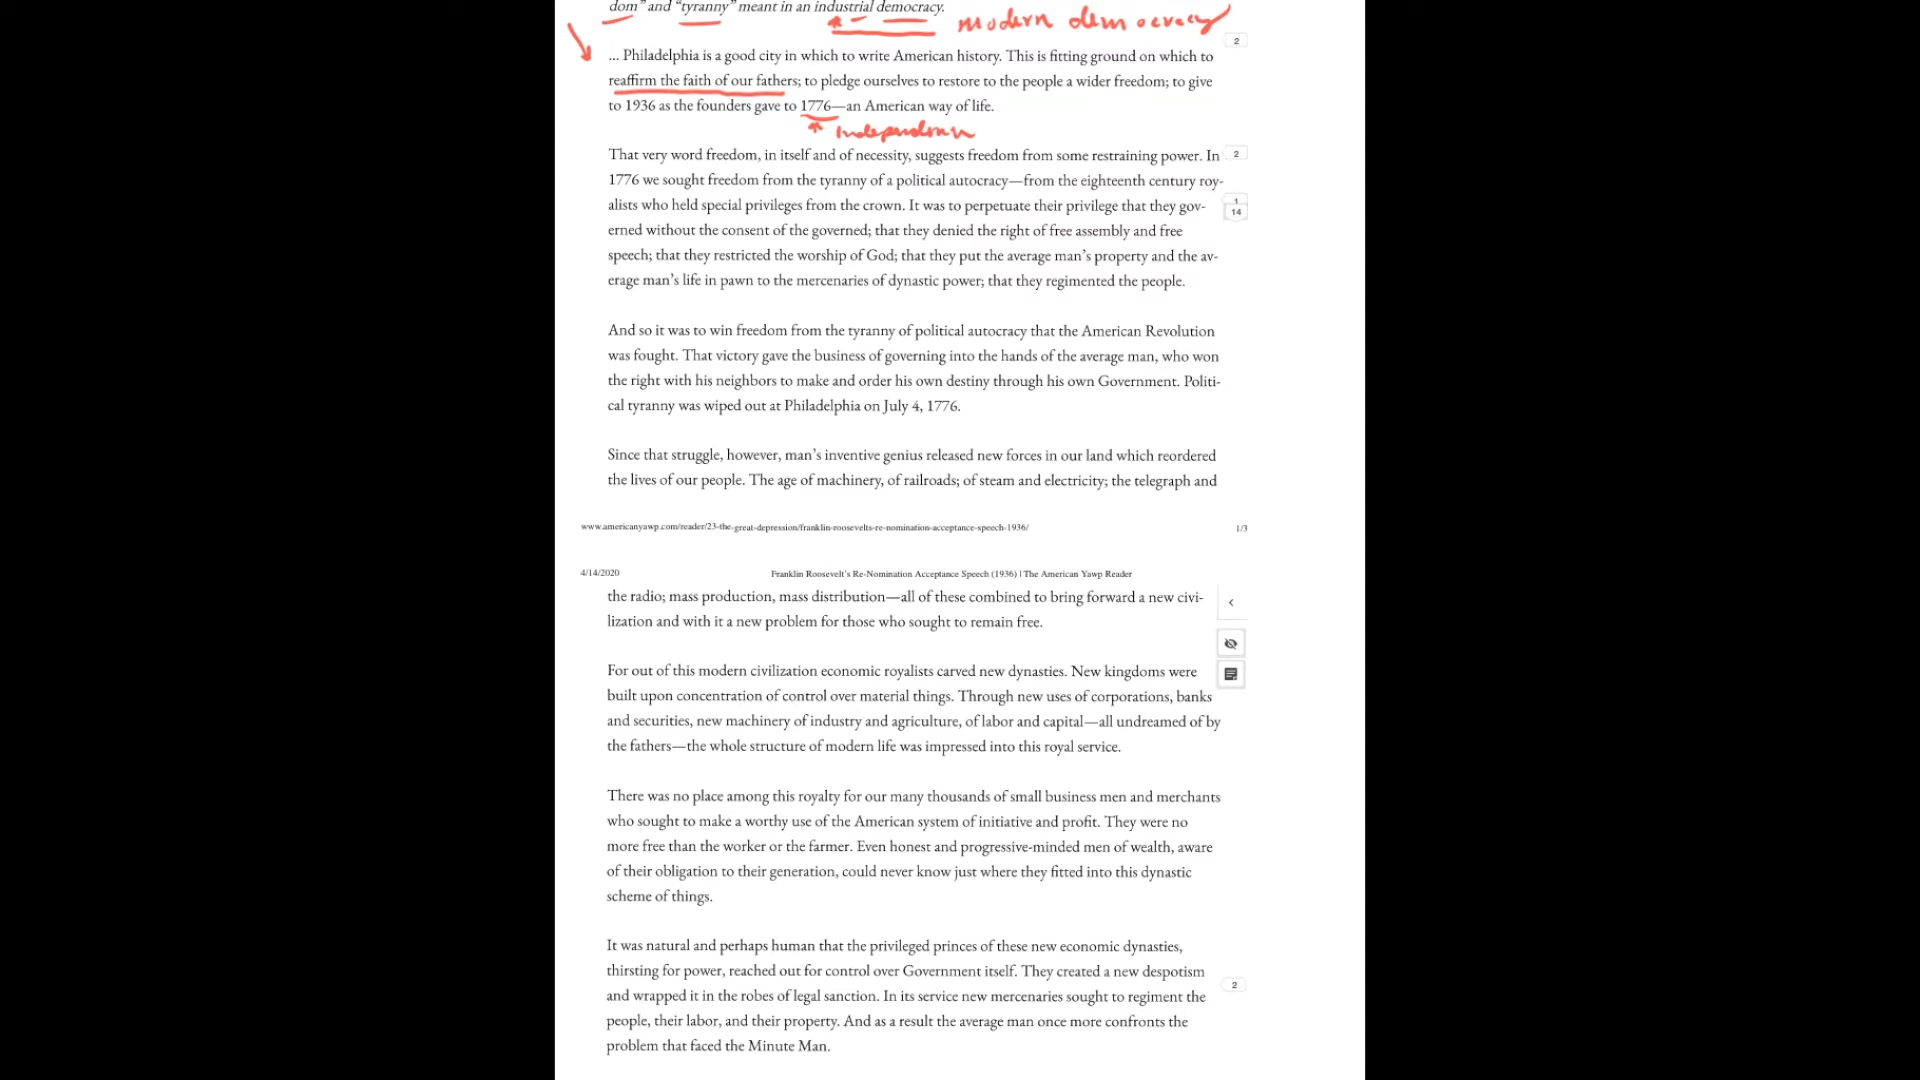 dom” and “tyranny” meant in an industrial democracy.
modern democracy
2
... Philadelphia is a good city in which to write American history. This is fitting ground on which to
reaffirm the faith of our fathers; to pledge ourselves to restore to the people a wider freedom; to give
to 1936 as the founders gave to 1776—an American way of life.
That very word freedom, in itself and of necessity, suggests freedom from some restraining power. In
2
1776 we sought freedom from the tyranny of a political autocracy—from the eighteenth century roy-
alists who held special privileges from the crown. It was to perpetuate their privilege that they gov-
1
14
erned without the consent of the governed; that they denied the right of free assembly and free
speech; that they restricted the worship of God; that they put the average man’s property and the av-
erage man’s life in pawn to the mercenaries of dynastic power; that they regimented the people.
And so it was to win freedom from the tyranny of political autocracy that the American Revolution
was fought. That victory gave the business of governing into the hands of the average man, who won
the right with his neighbors to make and order his own destiny through his own Government. Politi-
cal tyranny was wiped out at Philadelphia on July 4, 1776.
Since that struggle, however, man’s inventive genius released new forces in our land which reordered
the lives of our people. The age of machinery, of railroads; of steam and electricity; the telegraph and
www.americanyawp.com/reader/23-the-great-depression/franklin-roosevelts-re-nomination-acceptance-speech-1936/
1/3
4/14/2020
Franklin Roosevelt’s Re-Nomination Acceptance Speech (1936) | The American Yawp Reader
the radio; mass production, mass distribution—all of these combined to bring forward a new civi-
lization and with it a new problem for those who sought to remain free.
For out of this modern civilization economic royalists carved new dynasties. New kingdoms were
built upon concentration of control over material things. Through new uses of corporations, banks
and securities, new machinery of industry and agriculture, of labor and capital—all undreamed of by
the fathers—the whole structure of modern life was impressed into this royal service.
There was no place among this royalty for our many thousands of small business men and merchants
who sought to make a worthy use of the American system of initiative and profit. They were no
more free than the worker or the farmer. Even honest and progressive-minded men of wealth, aware
of their obligation to their generation, could never know just where they fitted into this dynastic
scheme of things.
It was natural and perhaps human that the privileged princes of these new economic dynasties,
thirsting for power, reached out for control over Government itself. They created a new despotism
2
and wrapped it in the robes of legal sanction. In its service new mercenaries sought to regiment the
people, their labor, and their property. And as a result the average man once more confronts the
problem that faced the Minute Man.